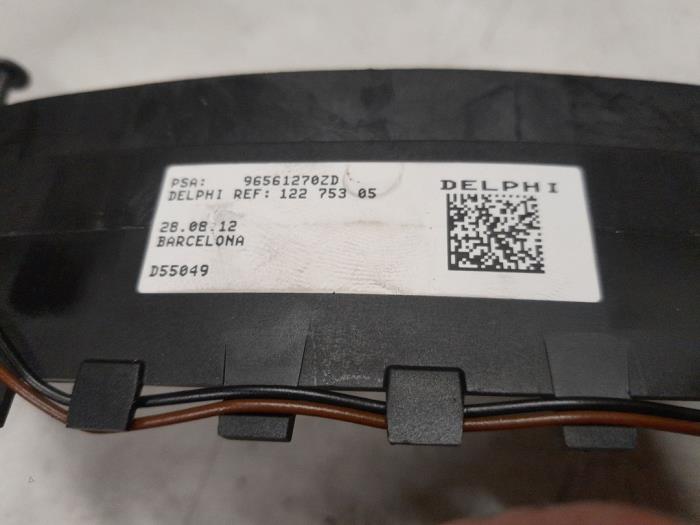 PSA: 96561270ZD
DELPHI REF: 122 753 05
DELPHI
28.08.12
BARCELONA
D55049